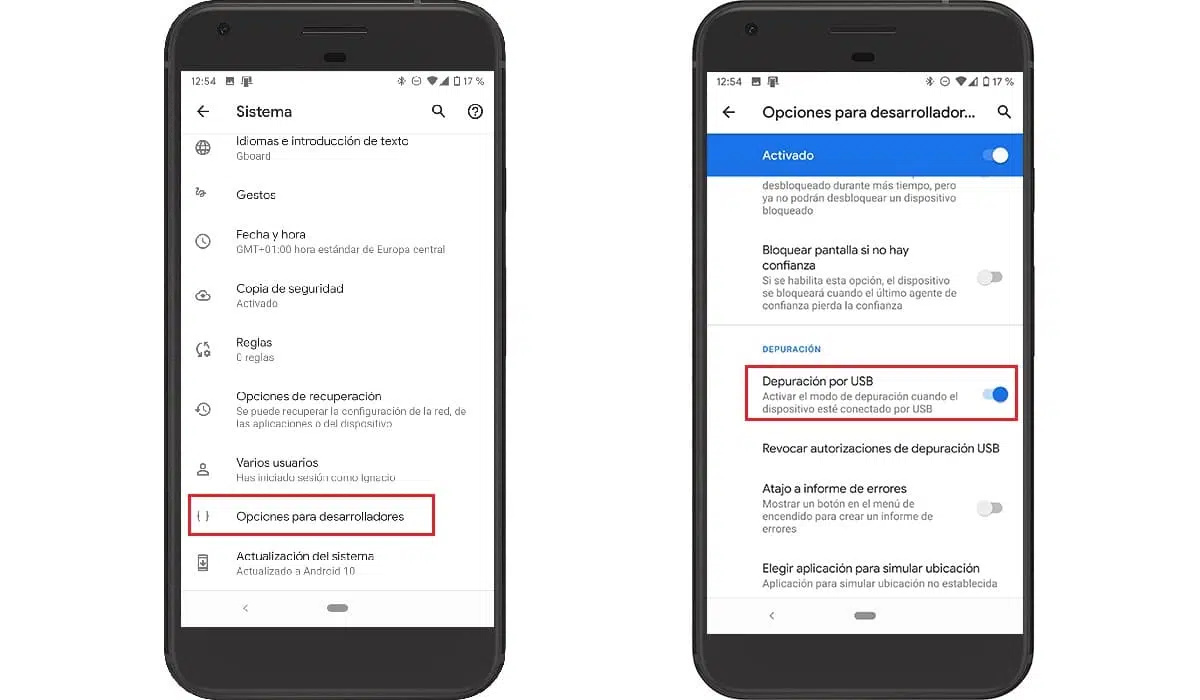 12:54
17 %
Sistema
Idiomas e introducción de texto
Gboard
Gestos
Fecha y hora
GMT+01:00 hora estándar de Europa central
Copia de seguridad
Activado
Reglas
0 reglas
Opciones de recuperación
Se puede recuperar la configuración de la red, de
las aplicaciones o del dispositivo
Varios usuarios
Has iniciado sesión como Ignacio
Opciones para desarrolladores
Actualización del sistema
Actualizado a Android 10
12:54
17 %
Opciones para desarrollador...
Activado
desbloqueado durante más tiempo, pero
ya no podrán desbloquear un dispositivo
bloqueado
Bloquear pantalla si no hay
confianza
Si se habilita esta opción, el dispositivo
se bloqueará cuando el último agente de
confianza pierda la confianza
DEPURACIÓN
Depuración por USB
Activar el modo de depuración cuando el
dispositivo esté conectado por USB
Revocar autorizaciones de depuración USB
Atajo a informe de errores
Mostrar un botón en el menú de
encendido para crear un informe de
errores
Elegir aplicación para simular ubicación
Aplicación para simular ubicación no establecida